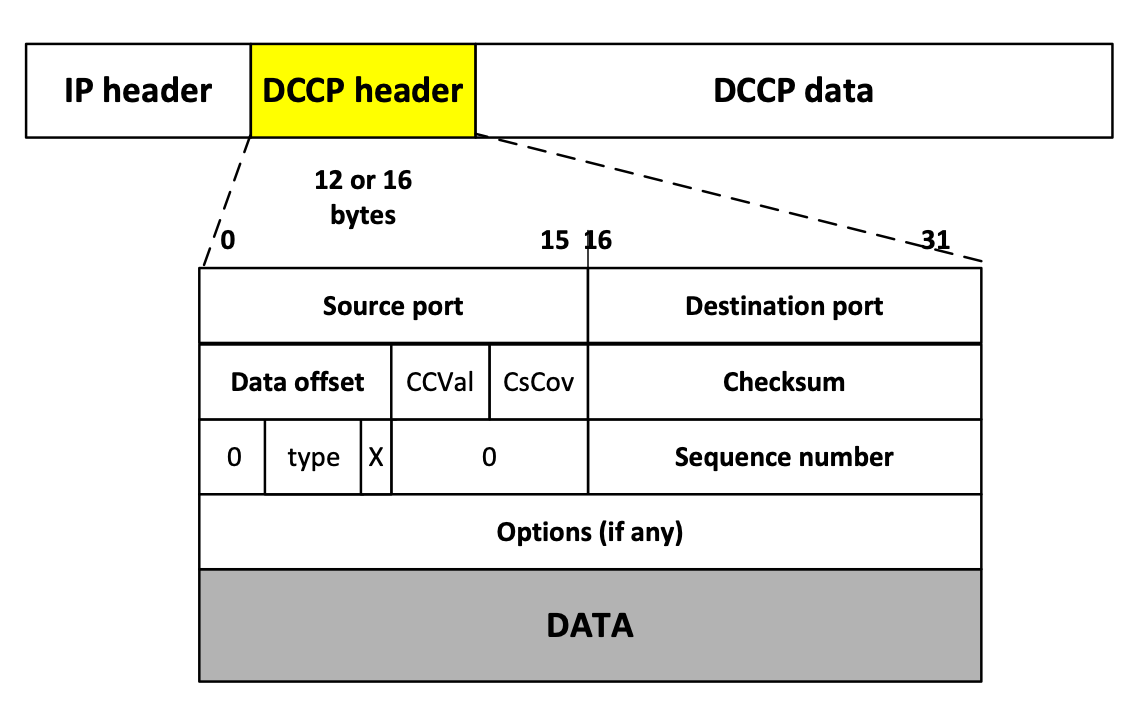 IP header DCCP header DCCP data
12 or 16
bytes
0 15 16 31
Source port Destination port
Data offset CCVal CsCov Checksum
0 type X 0 Sequence number
Options (if any)
DATA